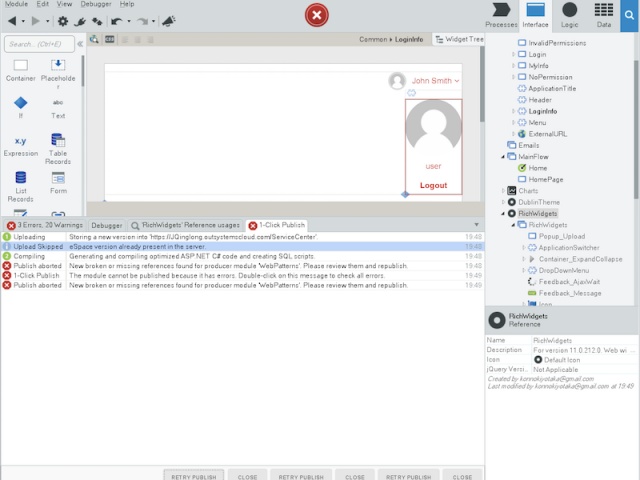 Module Edit View Debugger Help
Processes Interface Logic Data
Search... (Ctrl+E)
Common LoginInfo Widget Tree
Container Placeholder
If Text
Expression Table Records
List Records Form
John Smith
user
Logout
InvalidPermissions
Login
MyInfo
NoPermission
ApplicationTitle
Header
LoginInfo
Menu
ExternalURL
Emails
MainFlow
Home
HomePage
Charts
DublinTheme
RichWidgets
RichWidgets
Popup_Upload
ApplicationSwitcher
Container_ExpandCollapse
DropDownMenu
Feedback_AjaxWait
Feedback_Message
Icon
3 Errors, 20 Warnings Debugger 'RichWidgets' Reference usages 1-Click Publish
Uploading Storing a new version into 'https://JQinglong.outsystemscloud.com/ServiceCenter'. 19:48
Upload Skipped eSpace version already present in the server. 19:48
Compiling Generating and compiling optimized ASP.NET C# code and creating SQL scripts. 19:48
Publish aborted New broken or missing references found for producer module 'WebPatterns'. Please review them and republish. 19:48
1-Click Publish The module cannot be published because it has errors. Double-click on this message to check all errors. 19:49
Publish aborted New broken or missing references found for producer module 'WebPatterns'. Please review them and republish. 19:48
RichWidgets
Reference
Name RichWidgets
Description For version 11.0.212.0: Web wi ...
Icon Default Icon
jQuery Versi... Not Applicable
Created by konnokiyotaka@gmail.com
Last modified by konnokiyotaka@gmail.com at 19:49
RETRY PUBLISH CLOSE RETRY PUBLISH CLOSE RETRY PUBLISH CLOSE